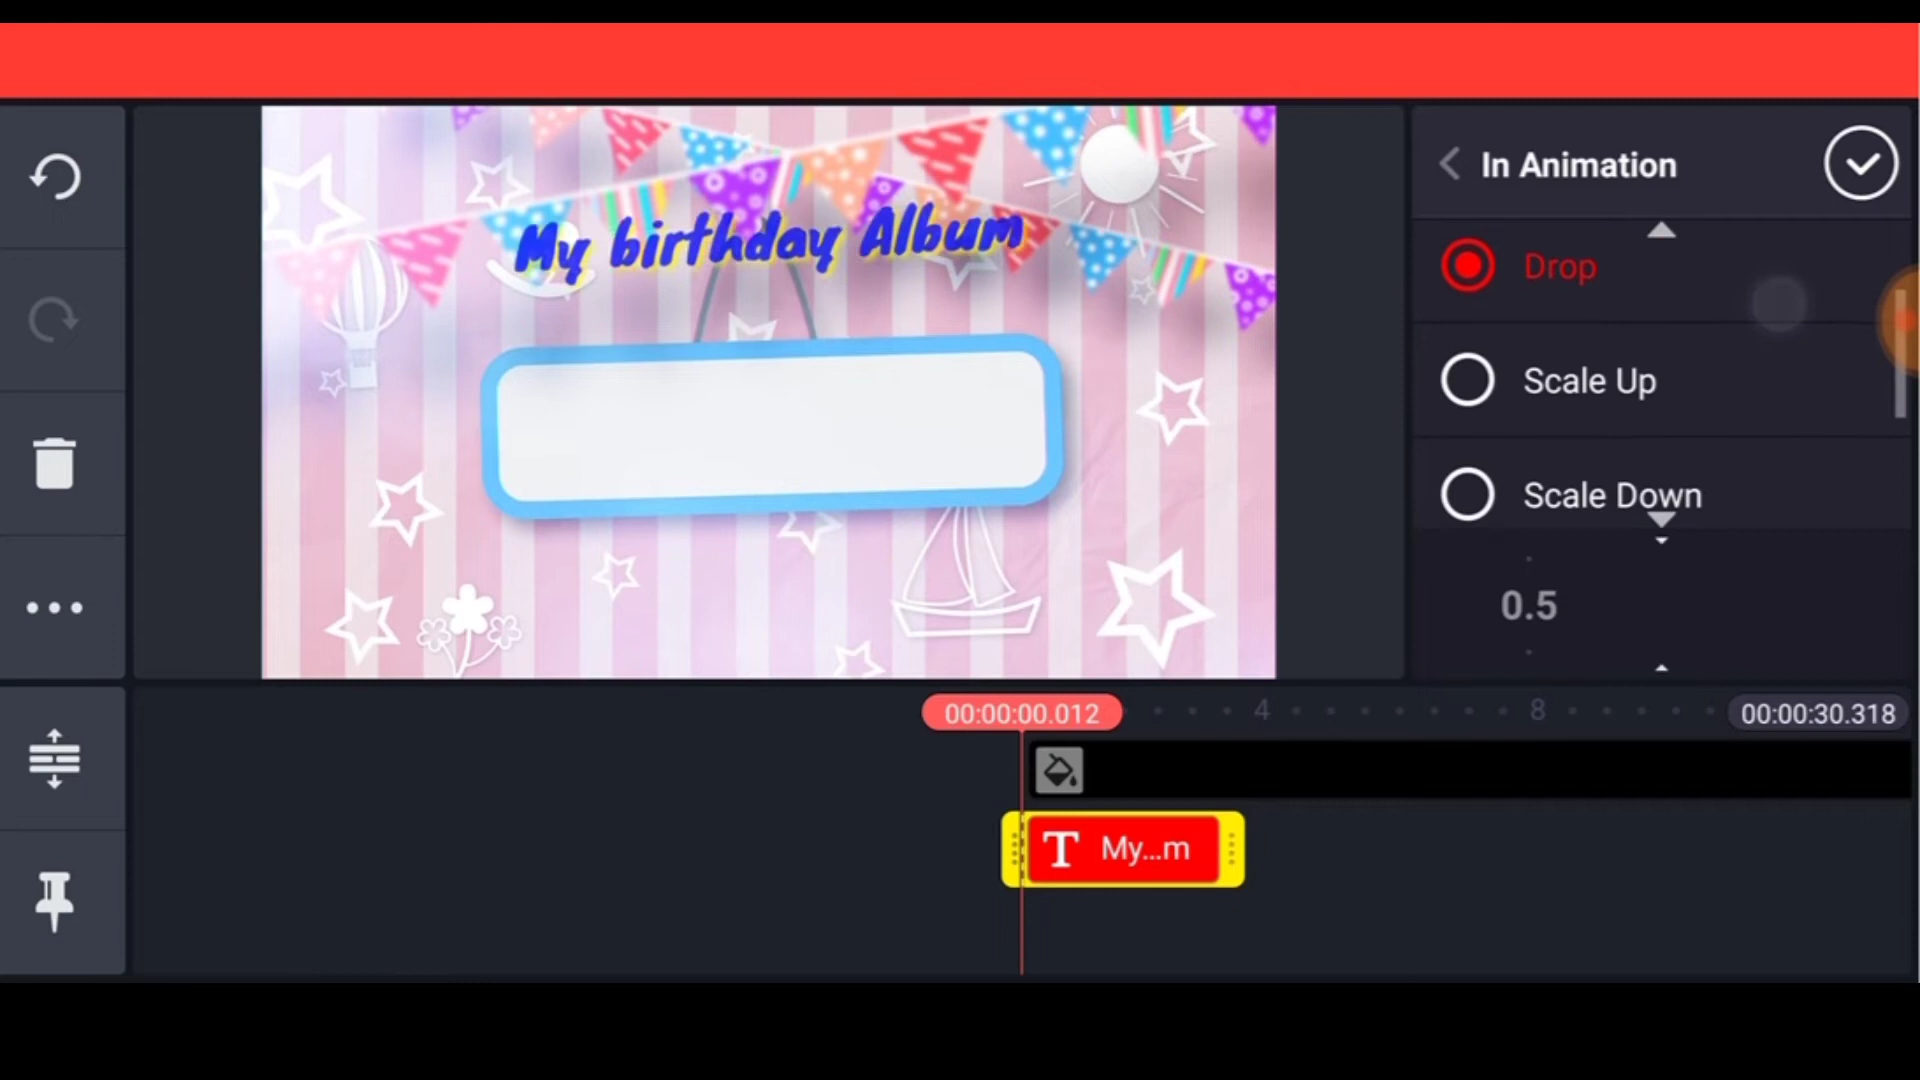 In Animation
My birthday Album
Drop
Scale Up
Scale Down
0.5
00:00:00.012
4
8
00:00:30.318
T My...m